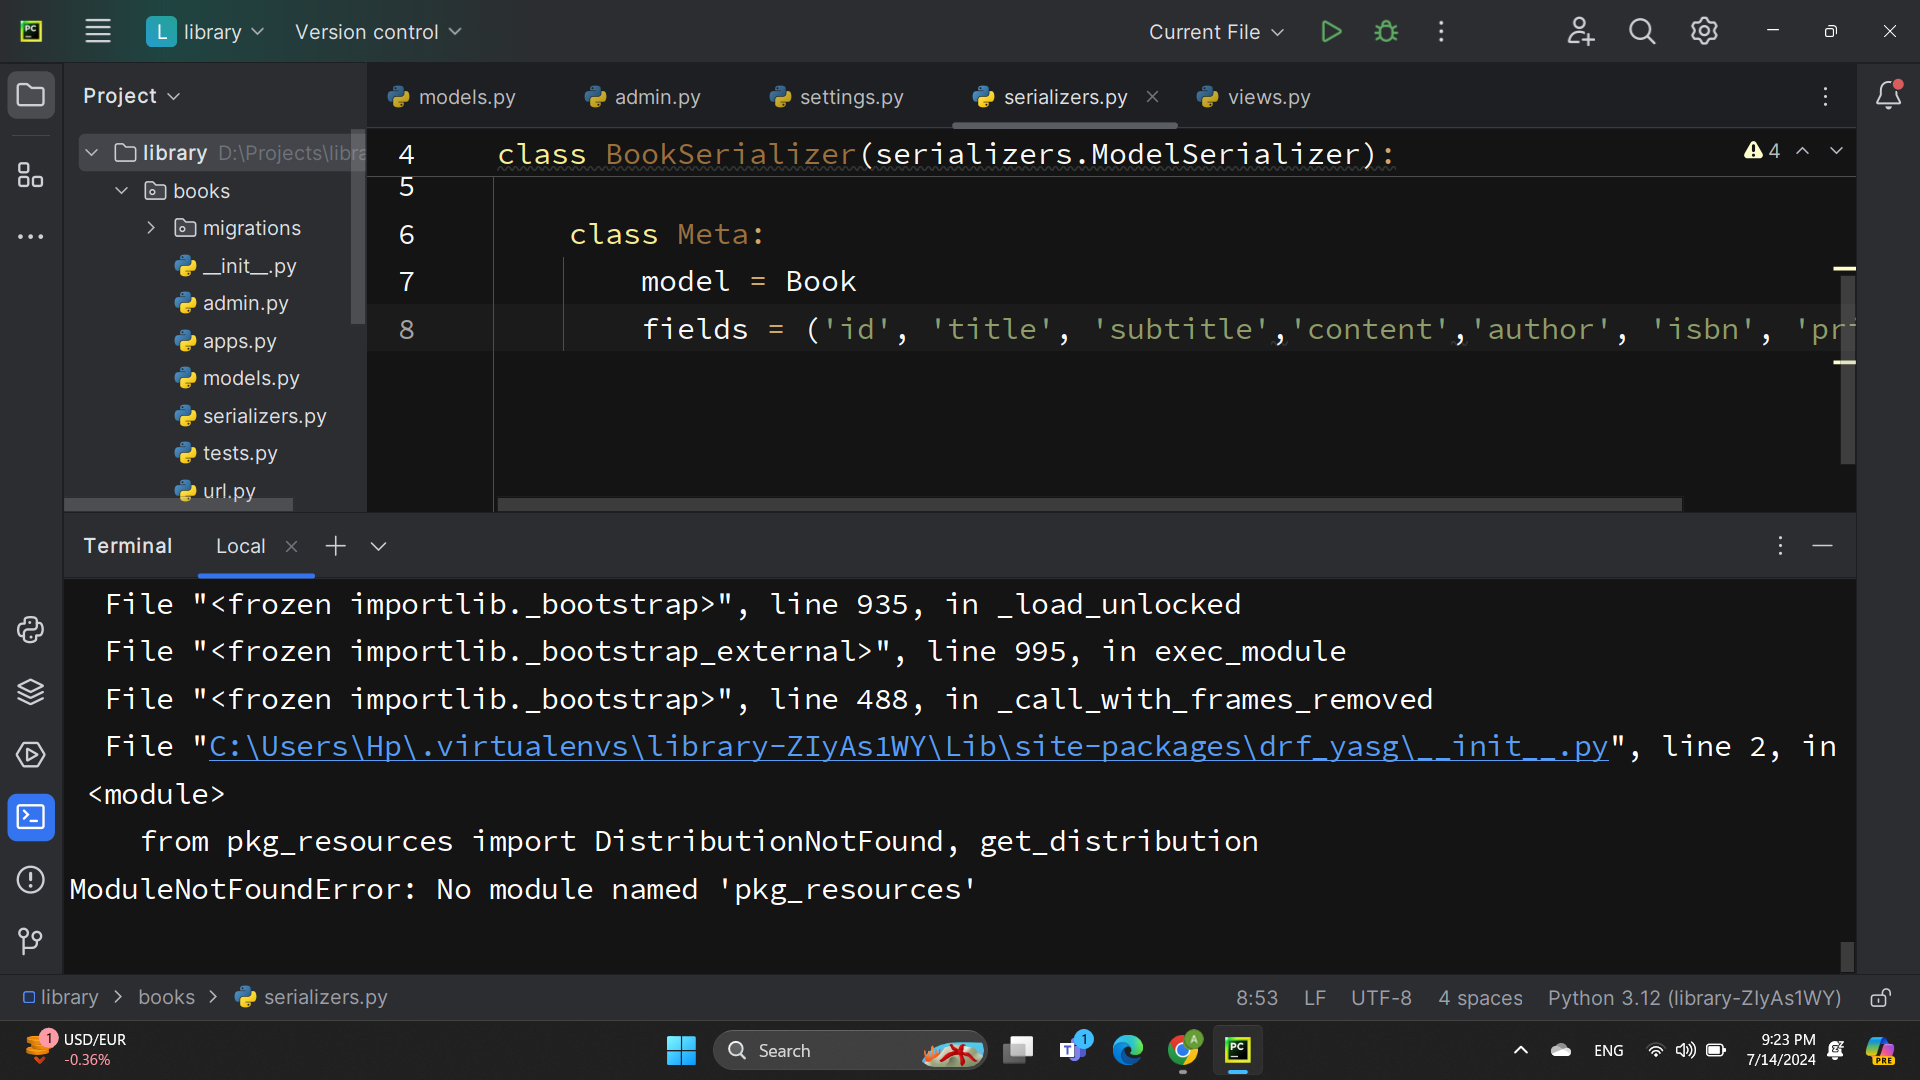 PC
L library
Version control
Current File
Project
models.py
admin.py
settings.py
serializers.py
views.py
library D:\Projects\libra
books
migrations
__init__.py
admin.py
apps.py
models.py
serializers.py
tests.py
url.py
4 class BookSerializer(serializers.ModelSerializer):
4
5
6 class Meta:
7 model = Book
8 fields = ('id', 'title', 'subtitle','content','author', 'isbn', 'pri
Terminal
Local
File "<frozen importlib._bootstrap>", line 935, in _load_unlocked
File "<frozen importlib._bootstrap_external>", line 995, in exec_module
File "<frozen importlib._bootstrap>", line 488, in _call_with_frames_removed
File "C:\Users\Hp\.virtualenvs\library-ZIyAs1WY\Lib\site-packages\drf_yasg\__init__.py", line 2, in
<module>
from pkg_resources import DistributionNotFound, get_distribution
ModuleNotFoundError: No module named 'pkg_resources'
library > books > serializers.py
8:53 LF UTF-8 4 spaces Python 3.12 (library-ZIyAs1WY)
1
USD/EUR
-0.36%
Search
T 1
A
PC
ENG
9:23 PM
7/14/2024
PRE